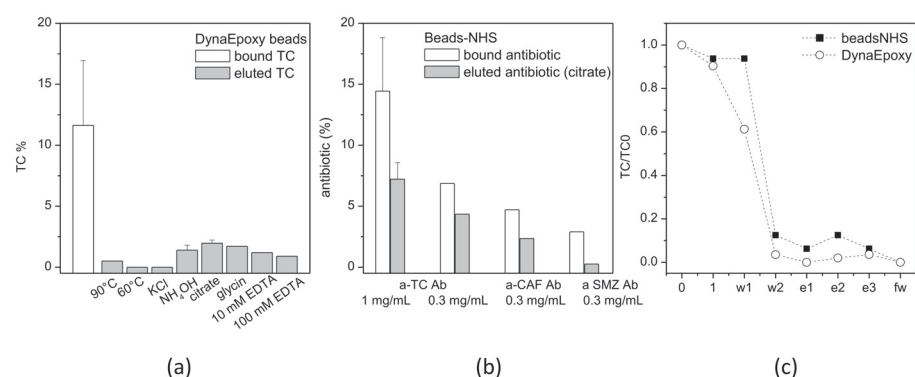 DynaEpoxy beads
bound TC
eluted TC
TC %
20
15
10
5
0
90°C
60°C
KCl
NH4OH
citrate
glycin
10 mM EDTA
100 mM EDTA
(a)
Beads-NHS
bound antibiotic
eluted antibiotic (citrate)
antibiotic (%)
20
15
10
5
0
a-TC Ab a-CAF Ab a SMZ Ab
1 mg/mL 0.3 mg/mL 0.3 mg/mL 0.3 mg/mL
(b)
beadsNHS
DynaEpoxy
TC/TC0
1.0
0.8
0.6
0.4
0.2
0.0
0 1 w1 w2 e1 e2 e3 fw
(c)